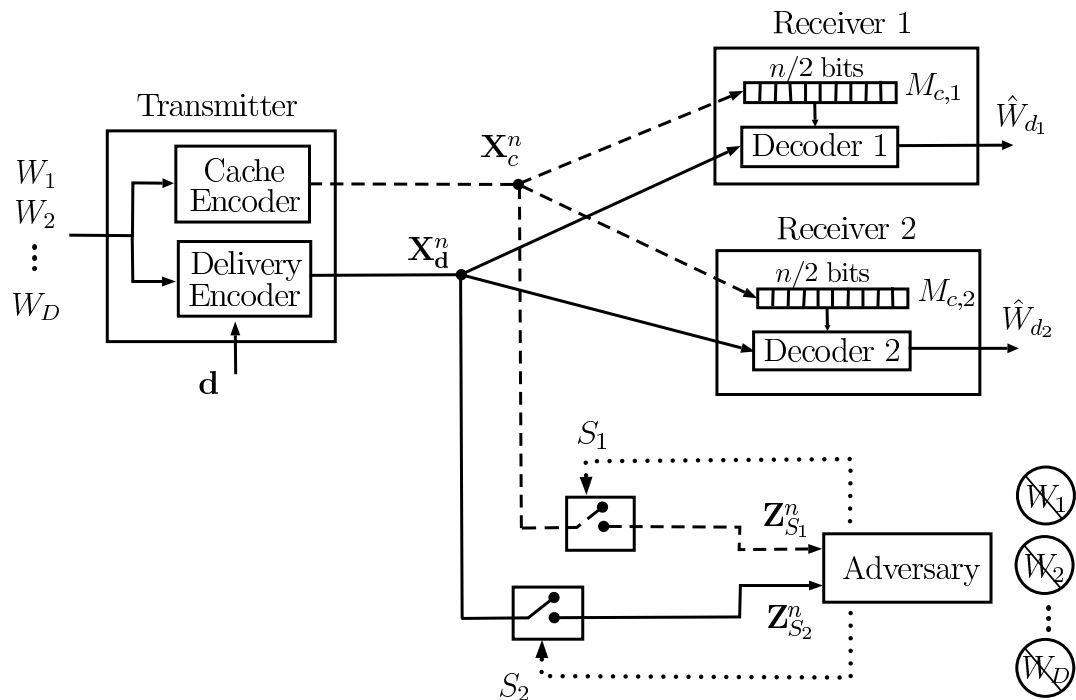 Receiver 1
n/2 bits
M_{c,1}
Decoder 1
Ŵ_{d_1}
Transmitter
Cache Encoder
Delivery Encoder
W_1
W_2
⋮
W_D
d
X_c^n
X_d^n
Receiver 2
n/2 bits
M_{c,2}
Decoder 2
Ŵ_{d_2}
S_1
Z_{S_1}^n
Adversary
Z_{S_2}^n
S_2
W_1
W_2
⋮
W_D